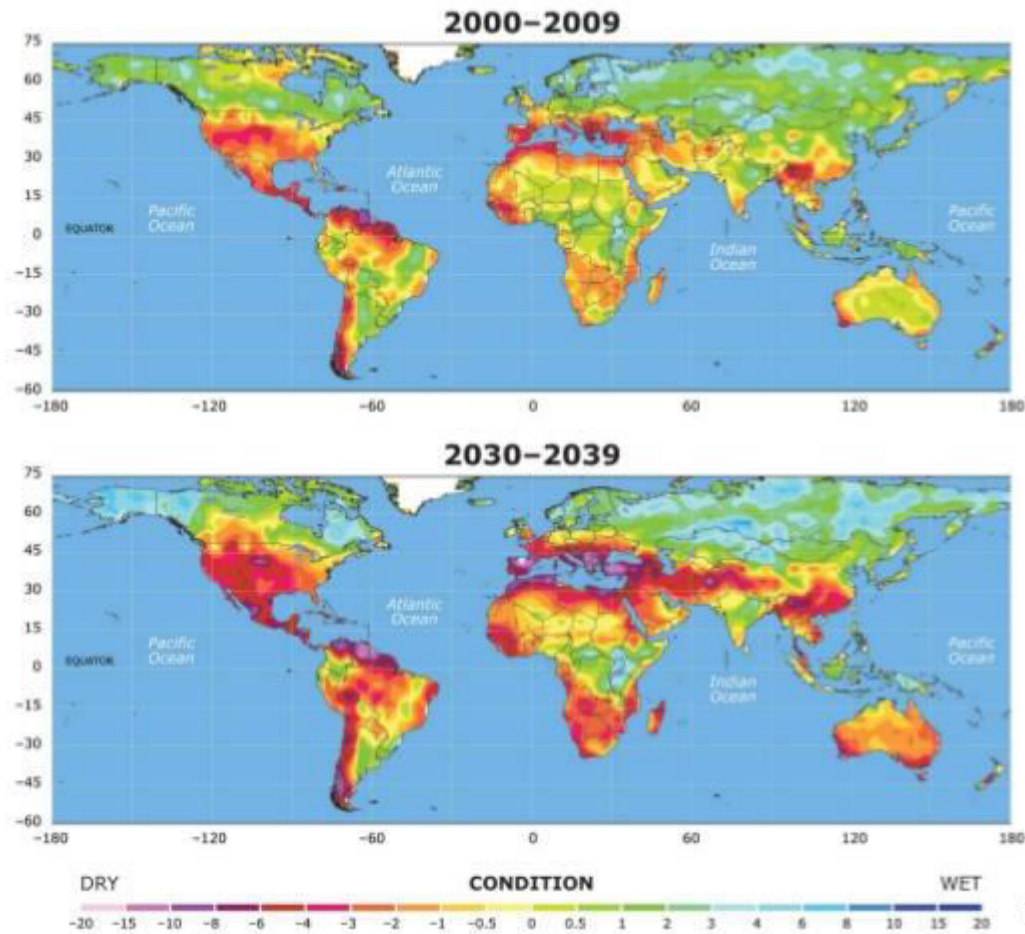 2000–2009
75
60
45
30
15
0
–15
–30
–45
–60
EQUATOR
Pacific
Ocean
Atlantic
Ocean
Indian
Ocean
Pacific
Ocean
–180
–120
–60
0
60
120
180
2030–2039
75
60
45
30
15
0
–15
–30
–45
–60
EQUATOR
Pacific
Ocean
Atlantic
Ocean
Indian
Ocean
Pacific
Ocean
–180
–120
–60
0
60
120
180
DRY CONDITION WET
–20 –15 –10 –8 –6 –4 –3 –2 –1 –0.5 0 0.5 1 2 3 4 6 8 10 15 20